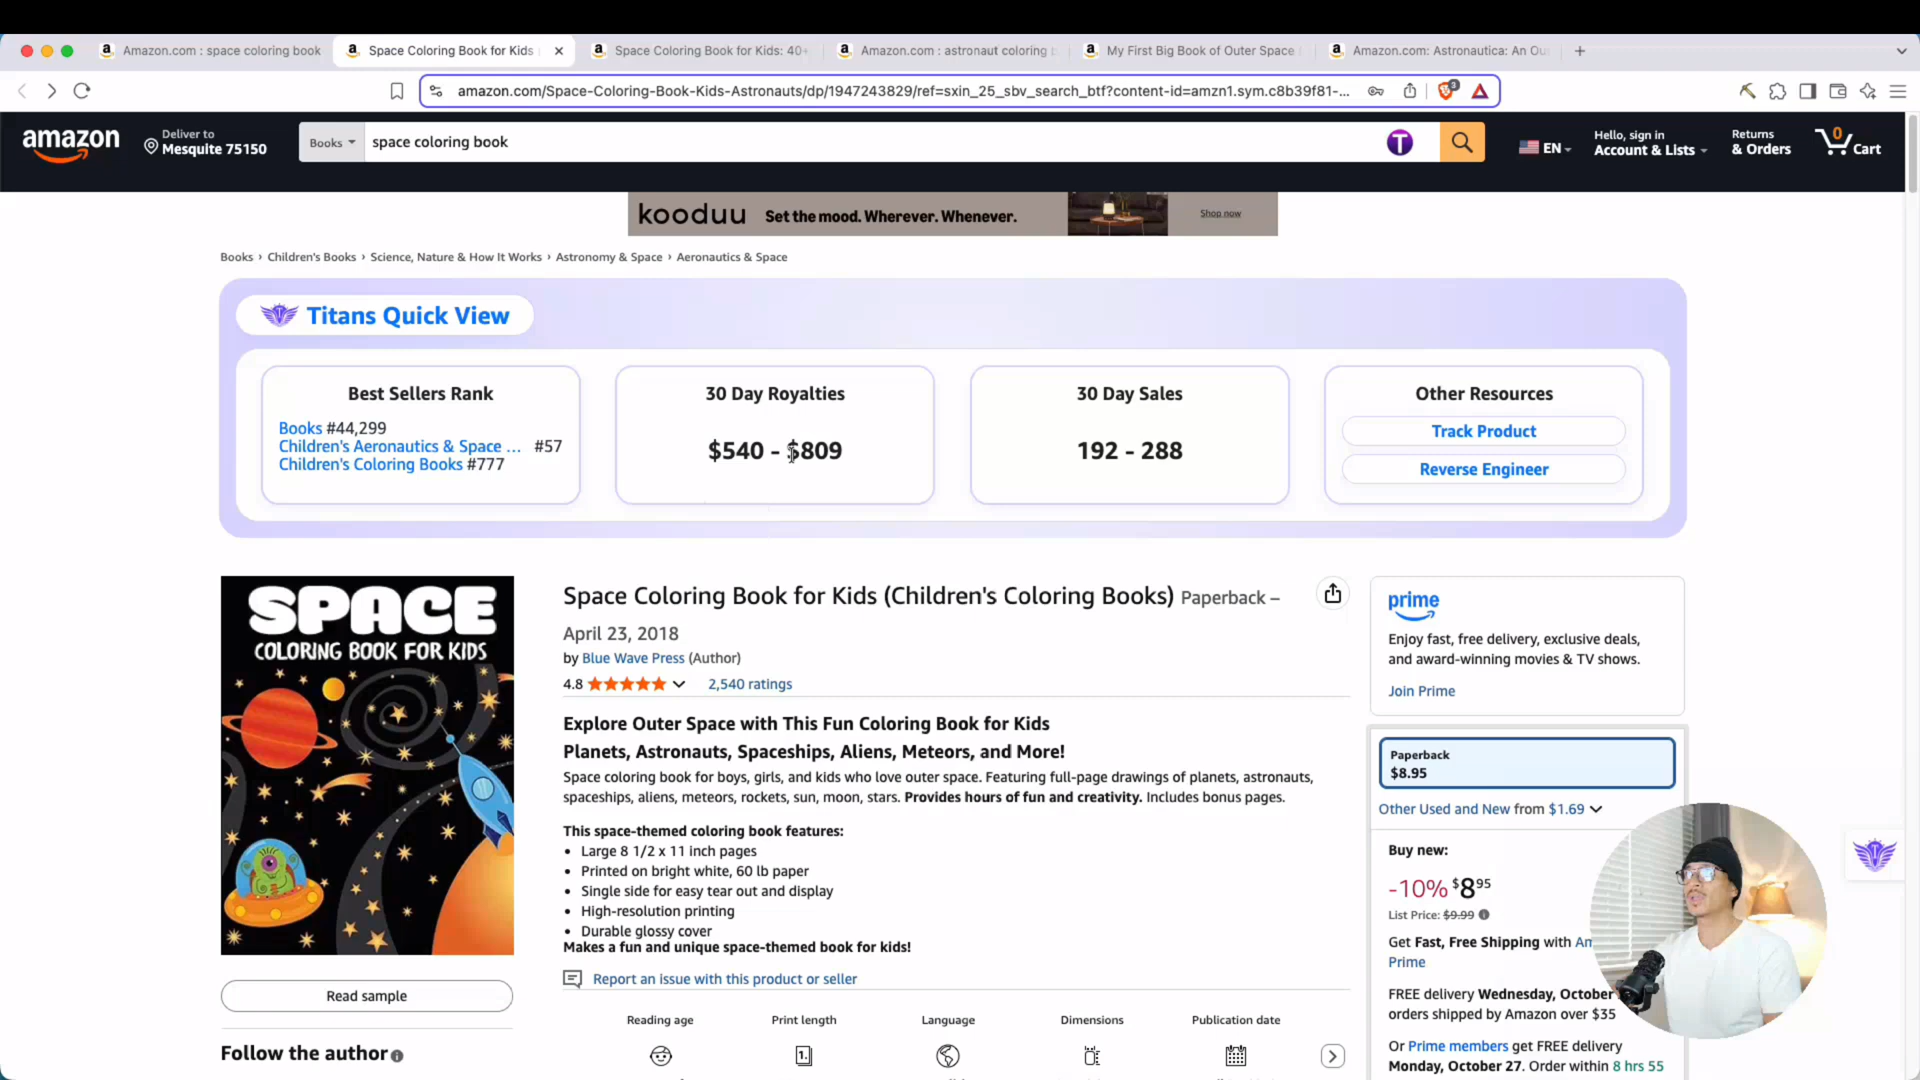 Amazon.com : space coloring book
Space Coloring Book for Kids
Space Coloring Book for Kids: 40+
Amazon.com : astronaut coloring
My First Big Book of Outer Space
Amazon.com: Astronautica: An Ou
amazon.com/Space-Coloring-Book-Kids-Astronauts/dp/1947243829/ref=sxin_25_sbv_search_btf?content-id=amzn1.sym.c8b39f81-...
amazon
Deliver to
Mesquite 75150
Books
space coloring book
T
EN
Hello, sign in
Account & Lists
Returns
& Orders
0
Cart
kooduu
Set the mood. Wherever. Whenever.
Shop now
Books › Children's Books › Science, Nature & How It Works › Astronomy & Space › Aeronautics & Space
Titans Quick View
Best Sellers Rank
Books #44,299
Children's Aeronautics & Space ... #57
Children's Coloring Books #777
30 Day Royalties
$540 - $809
30 Day Sales
192 - 288
Other Resources
Track Product
Reverse Engineer
SPACE
COLORING BOOK FOR KIDS
Read sample
Follow the author
Space Coloring Book for Kids (Children's Coloring Books) Paperback –
April 23, 2018
by Blue Wave Press (Author)
4.8
2,540 ratings
Explore Outer Space with This Fun Coloring Book for Kids
Planets, Astronauts, Spaceships, Aliens, Meteors, and More!
Space coloring book for boys, girls, and kids who love outer space. Featuring full-page drawings of planets, astronauts,
spaceships, aliens, meteors, rockets, sun, moon, stars. Provides hours of fun and creativity. Includes bonus pages.
This space-themed coloring book features:
• Large 8 1/2 x 11 inch pages
• Printed on bright white, 60 lb paper
• Single side for easy tear out and display
• High-resolution printing
• Durable glossy cover
Makes a fun and unique space-themed book for kids!
Report an issue with this product or seller
Reading age
Print length
Language
Dimensions
Publication date
prime
Enjoy fast, free delivery, exclusive deals,
and award-winning movies & TV shows.
Join Prime
Paperback
$8.95
Other Used and New from $1.69
Buy new:
-10% $8 95
List Price: $9.99
Get Fast, Free Shipping with Am
Prime
FREE delivery Wednesday, October
orders shipped by Amazon over $35
Or Prime members get FREE delivery
Monday, October 27. Order within 8 hrs 55